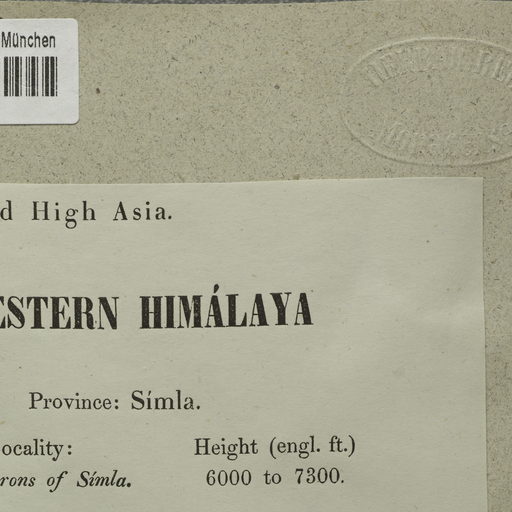 München
d High Asia.
ESTERN HIMÁLAYA
Province: Símla.
ocality: Height (engl. ft.)
rons of Símla. 6000 to 7300.